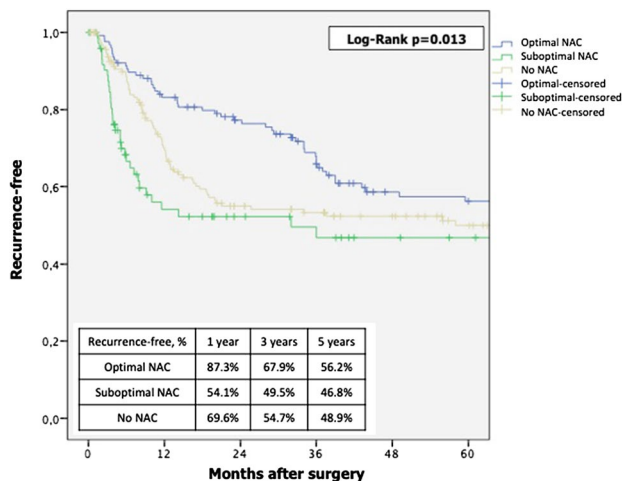 Log-Rank p=0.013
Optimal NAC
Suboptimal NAC
No NAC
Optimal-censored
Suboptimal-censored
No NAC-censored
Recurrence-free
1,0
0,8
0,6
0,4
0,2
0,0
Recurrence-free, % 1 year 3 years 5 years
Optimal NAC 87.3% 67.9% 56.2%
Suboptimal NAC 54.1% 49.5% 46.8%
No NAC 69.6% 54.7% 48.9%
0 12 24 36 48 60
Months after surgery